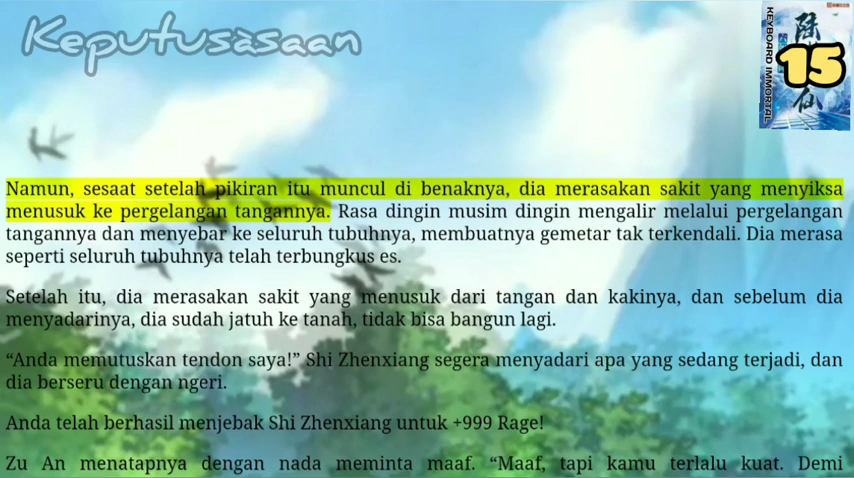 Keputusàsaan
KEYBOARD IMMORTAL
15
Namun, sesaat setelah pikiran itu muncul di benaknya, dia merasakan sakit yang menyiksa
menusuk ke pergelangan tangannya. Rasa dingin musim dingin mengalir melalui pergelangan
tangannya dan menyebar ke seluruh tubuhnya, membuatnya gemetar tak terkendali. Dia merasa
seperti seluruh tubuhnya telah terbungkus es.
Setelah itu, dia merasakan sakit yang menusuk dari tangan dan kakinya, dan sebelum dia
menyadarinya, dia sudah jatuh ke tanah, tidak bisa bangun lagi.
“Anda memutuskan tendon saya!” Shi Zhenxiang segera menyadari apa yang sedang terjadi, dan
dia berseru dengan ngeri.
Anda telah berhasil menjebak Shi Zhenxiang untuk +999 Rage!
Zu An menatapnya dengan nada meminta maaf. “Maaf, tapi kamu terlalu kuat. Demi